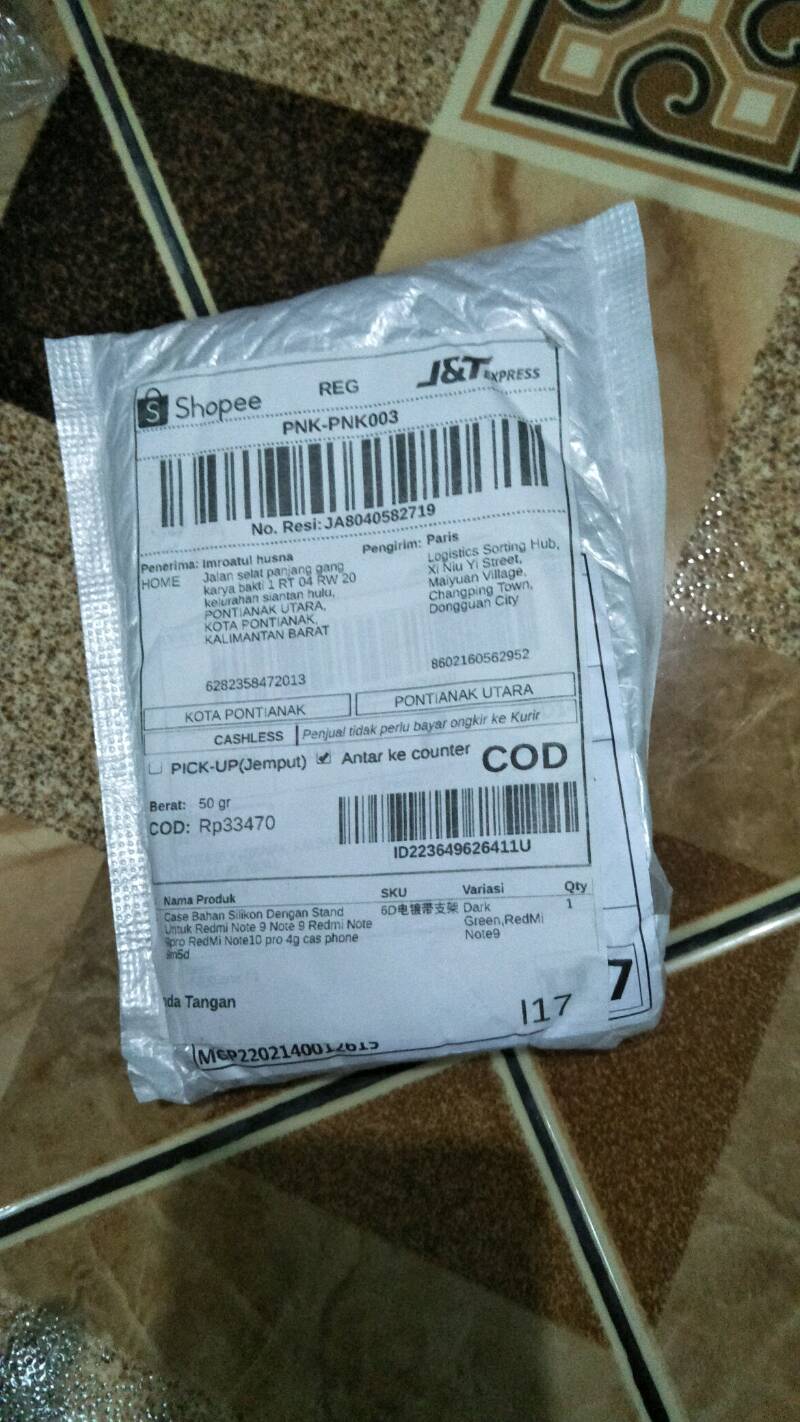 Shopee
REG
J&T EXPRESS
PNK-PNK003
No. Resi: JA8040582719
Penerima: Imroatul husna
HOME
Jalan selat panjang gang
karya bakti 1 RT 04 RW 20
kelurahan siantan hulu,
PONTIANAK UTARA,
KOTA PONTIANAK,
KALIMANTAN BARAT
6282358472013
Pengirim: Paris
Logistics Sorting Hub,
Xi Niu Yi Street,
Maiyuan Village,
Changping Town,
Dongguan City
8602160562952
KOTA PONTIANAK
PONTIANAK UTARA
CASHLESS
Penjual tidak perlu bayar ongkir ke Kurir
PICK-UP(Jemput)
Antar ke counter
COD
Berat: 50 gr
COD: Rp33470
ID223649626411U
Nama Produk SKU Variasi Qty
Case Bahan Silikon Dengan Stand
Untuk Redmi Note 9 Note 9 Redmi Note
9pro RedMi Note10 pro 4g cas phone
6D电镀带支架
Dark
Green,RedMi
Note9
1
Tangan
I17
7